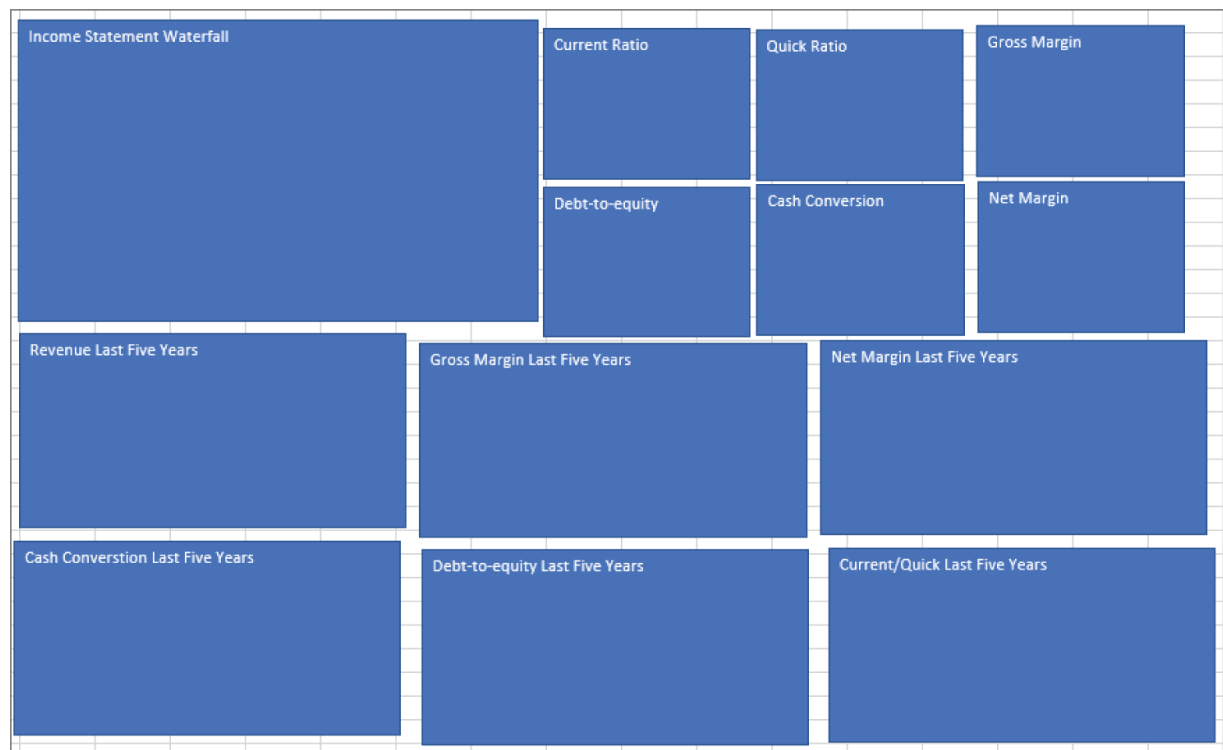 Income Statement Waterfall
Current Ratio
Quick Ratio
Gross Margin
Debt-to-equity
Cash Conversion
Net Margin
Revenue Last Five Years
Gross Margin Last Five Years
Net Margin Last Five Years
Cash Converstion Last Five Years
Debt-to-equity Last Five Years
Current/Quick Last Five Years